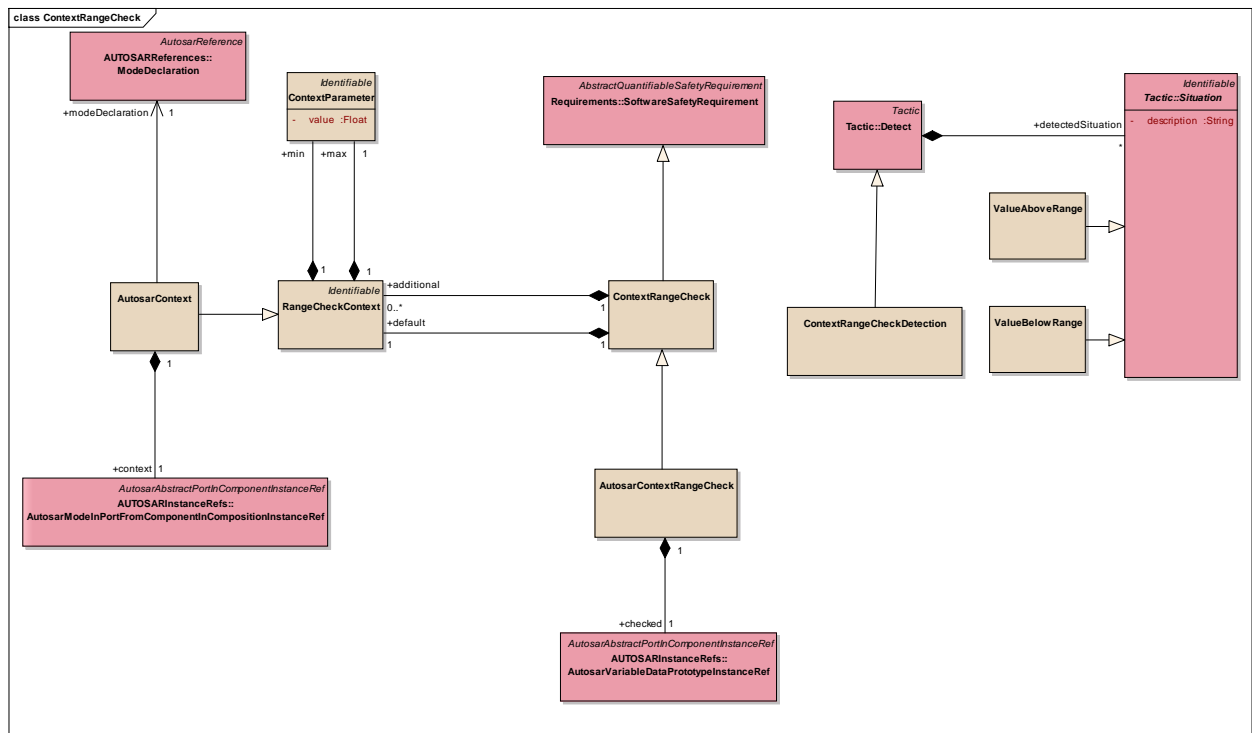 class ContextRangeCheck
AutosarReference
AUTOSARReferences::
ModeDeclaration
+modeDeclaration
1
Identifiable
ContextParameter
- value :Float
+min
+max
1
AbstractQuantifiableSafetyRequirement
Requirements::SoftwareSafetyRequirement
Tactic
Tactic::Detect
+detectedSituation
*
Identifiable
Tactic::Situation
- description :String
ValueAboveRange
ValueBelowRange
ContextRangeCheckDetection
AutosarContext
1
1
1
Identifiable
RangeCheckContext
+additional
0..*
1
+default
1
1
ContextRangeCheck
+context
1
AutosarAbstractPortInComponentInstanceRef
AUTOSARInstanceRefs::
AutosarModeInPortFromComponentInCompositionInstanceRef
AutosarContextRangeCheck
1
+checked
1
AutosarAbstractPortInComponentInstanceRef
AUTOSARInstanceRefs::
AutosarVariableDataPrototypeInstanceRef